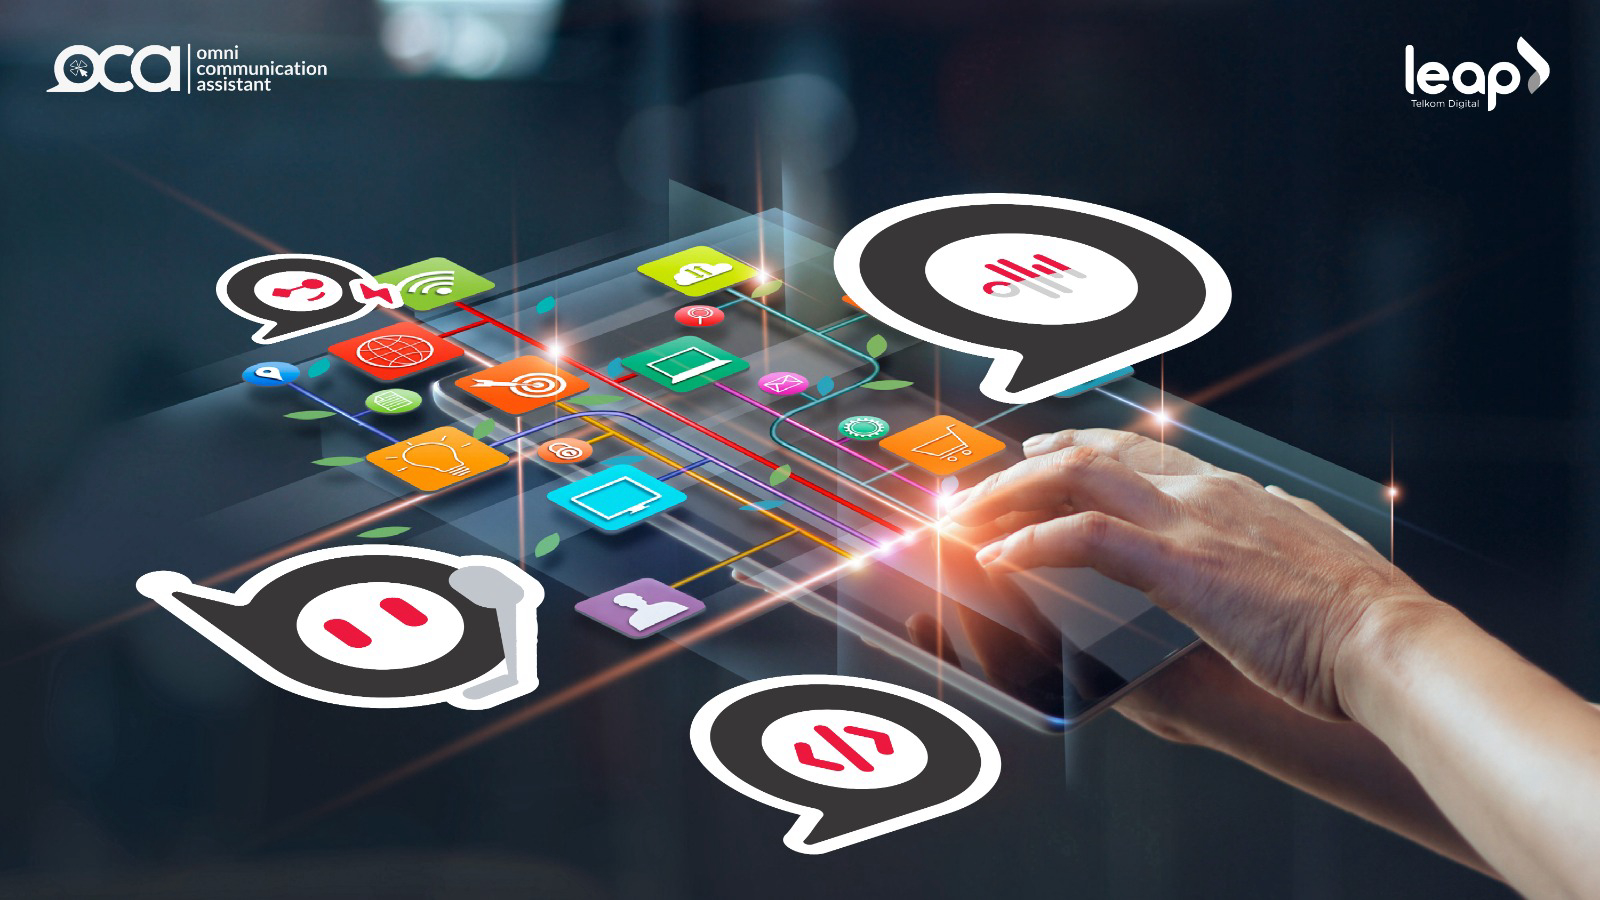 oca
omni
communication
assistant
leap
Telkom Digital